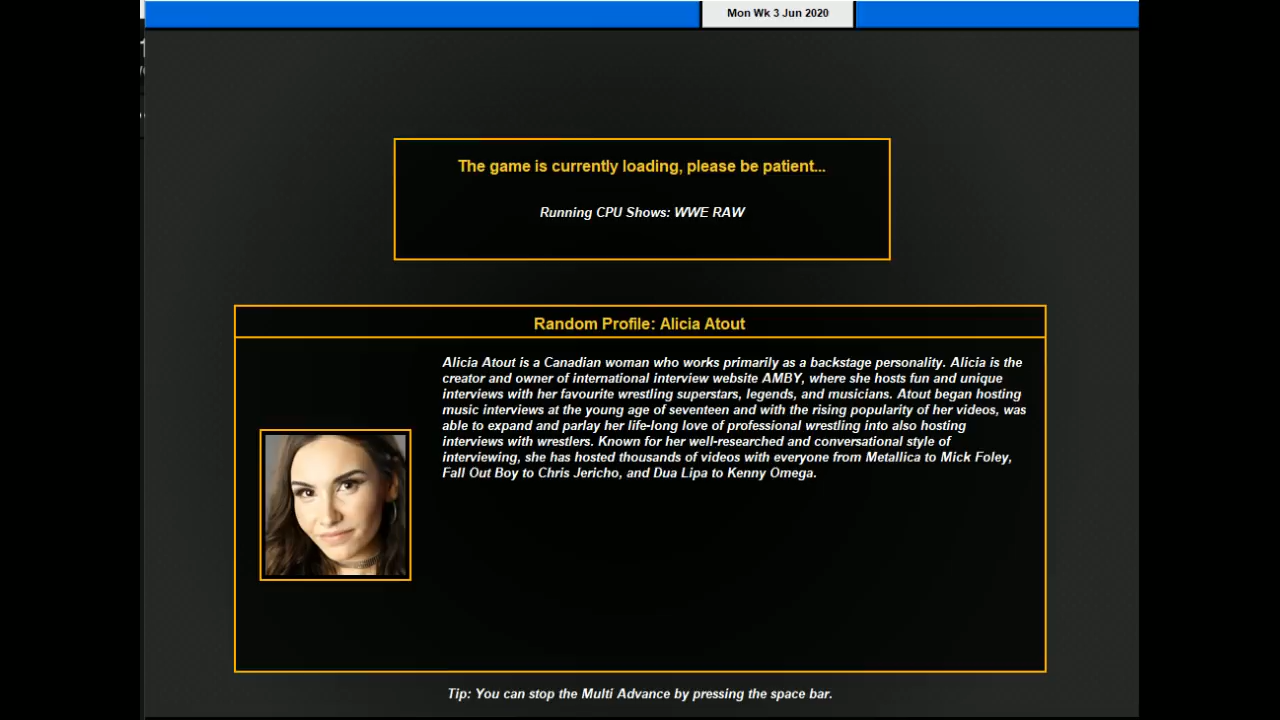 Mon Wk 3 Jun 2020
The game is currently loading, please be patient...
Running CPU Shows: WWE RAW
Random Profile: Alicia Atout
Alicia Atout is a Canadian woman who works primarily as a backstage personality. Alicia is the
creator and owner of international interview website AMBY, where she hosts fun and unique
interviews with her favourite wrestling superstars, legends, and musicians. Atout began hosting
music interviews at the young age of seventeen and with the rising popularity of her videos, was
able to expand and parlay her life-long love of professional wrestling into also hosting
interviews with wrestlers. Known for her well-researched and conversational style of
interviewing, she has hosted thousands of videos with everyone from Metallica to Mick Foley,
Fall Out Boy to Chris Jericho, and Dua Lipa to Kenny Omega.
Tip: You can stop the Multi Advance by pressing the space bar.